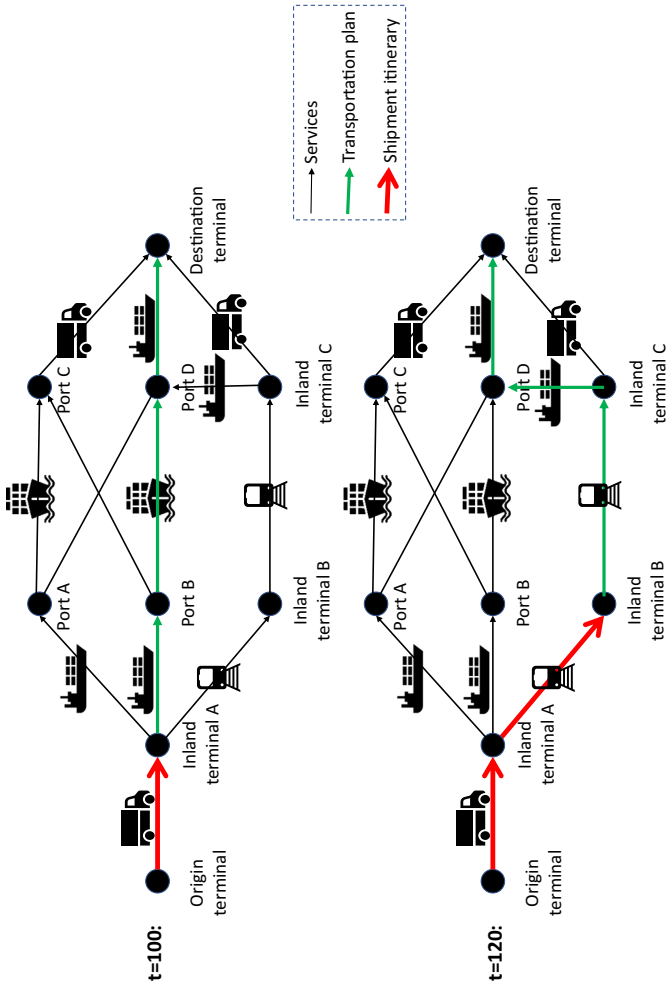 t=100:
Origin
terminal
Inland
terminal A
Port A
Port B
Inland
terminal B
Port C
Port D
Inland
terminal C
Destination
terminal
t=120:
Origin
terminal
Inland
terminal A
Port A
Port B
Inland
terminal B
Port C
Port D
Inland
terminal C
Destination
terminal
Services
Transportation plan
Shipment itinerary